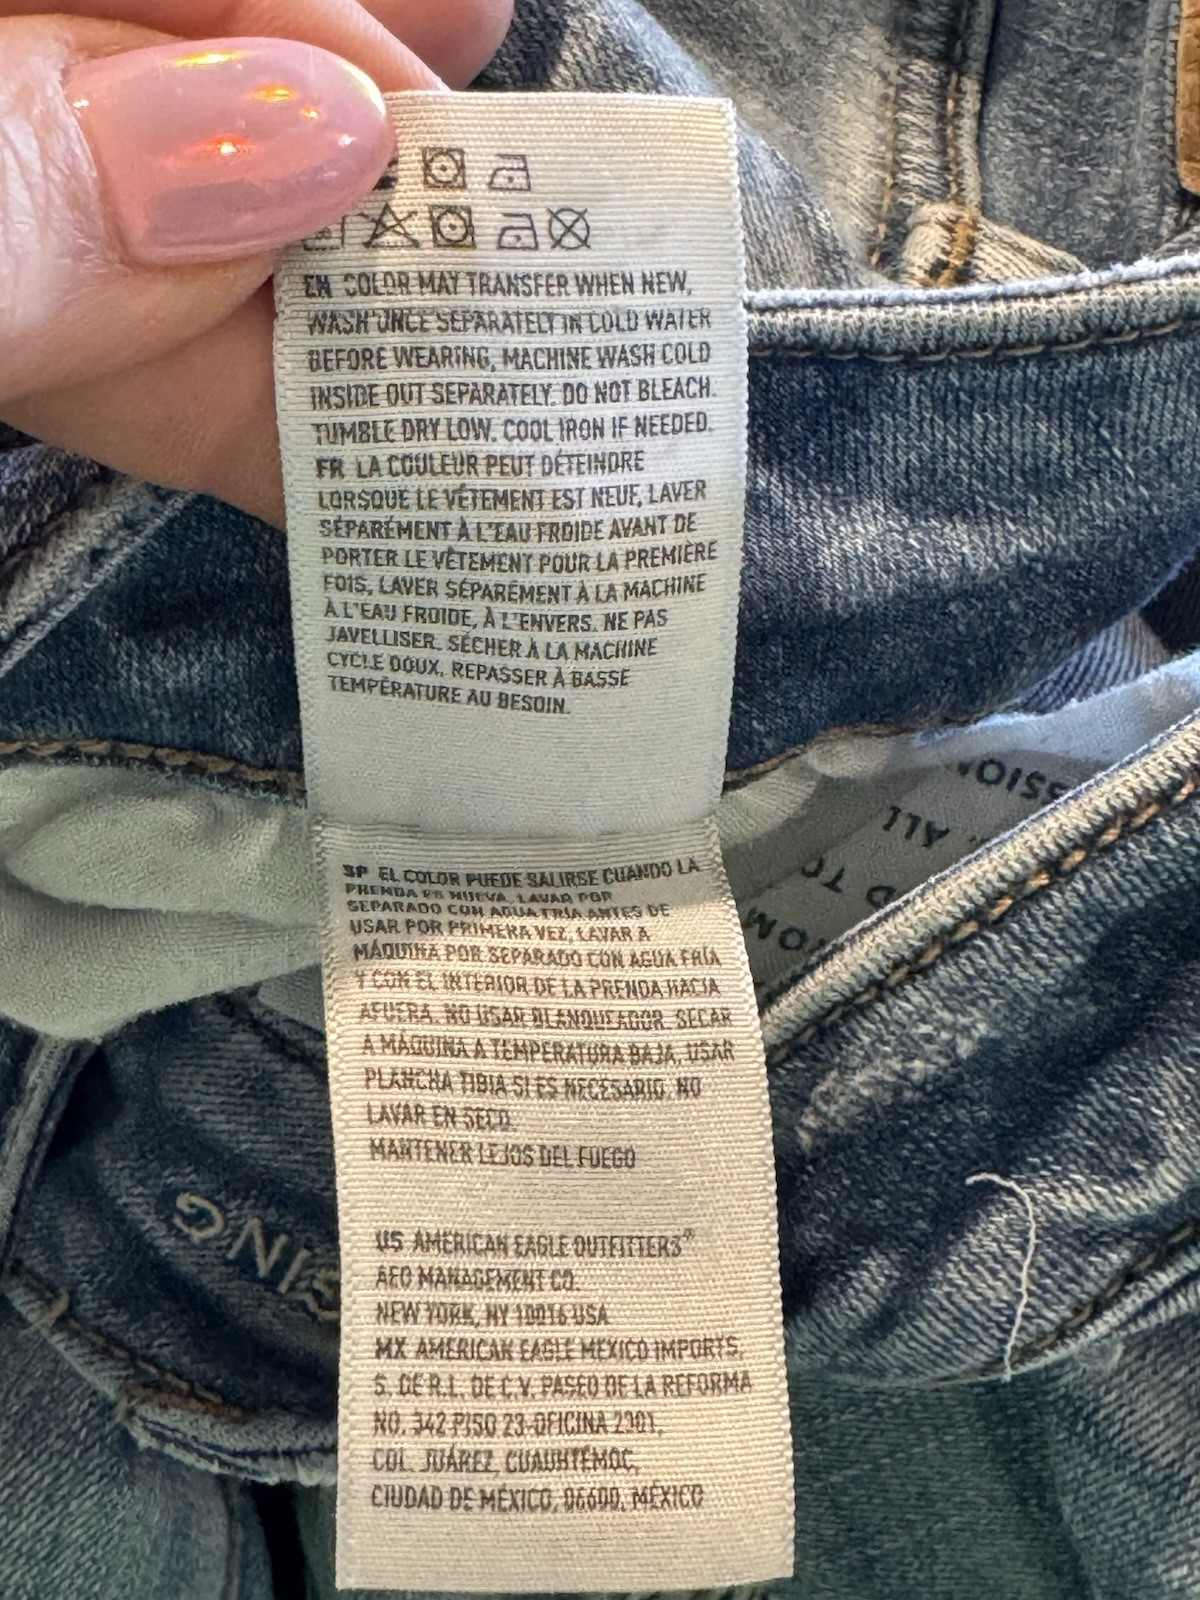 EN COLOR MAY TRANSFER WHEN NEW,
WASH ONCE SEPARATELY IN COLD WATER
BEFORE WEARING, MACHINE WASH COLD
INSIDE OUT SEPARATELY. DO NOT BLEACH.
TUMBLE DRY LOW. COOL IRON IF NEEDED.
FR LA COULEUR PEUT DÉTEINDRE
LORSQUE LE VÊTEMENT EST NEUF, LAVER
SÉPARÉMENT À L'EAU FROIDE AVANT DE
PORTER LE VÊTEMENT POUR LA PREMIÈRE
FOIS, LAVER SÉPARÉMENT À LA MACHINE
À L'EAU FROIDE, À L'ENVERS. NE PAS
JAVELLISER. SÉCHER À LA MACHINE
CYCLE DOUX. REPASSER À BASSE
TEMPÉRATURE AU BESOIN.
SP EL COLOR PUEDE SALIRSE CUANDO LA
PRENDA ES NUEVA, LAVAR POR
SEPARADO CON AGUA FRÍA ANTES DE
USAR POR PRIMERA VEZ, LAVAR A
MÁQUINA POR SEPARADO CON AGUA FRÍA
Y CON EL INTERIOR DE LA PRENDA HACIA
AFUERA. NO USAR BLANQUEADOR. SECAR
A MÁQUINA A TEMPERATURA BAJA, USAR
PLANCHA TIBIA SI ES NECESARIO. NO
LAVAR EN SECO.
MANTENER LEJOS DEL FUEGO
US AMERICAN EAGLE OUTFITTERS®
AEO MANAGEMENT CO.
NEW YORK, NY 10016 USA
MX AMERICAN EAGLE MEXICO IMPORTS,
S. DE R.L. DE C.V. PASEO DE LA REFORMA
NO. 342 PISO 23-OFICINA 2301,
COL. JUÁREZ, CUAUHTÉMOC,
CIUDAD DE MÉXICO, 06600, MÉXICO
ALL